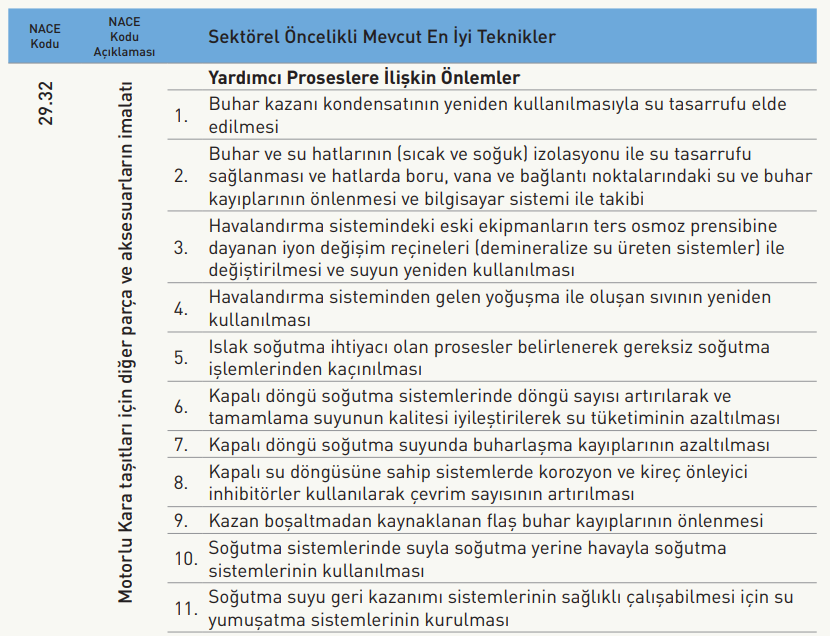 NACE
Kodu
NACE
Kodu
Açıklaması
Sektörel Öncelikli Mevcut En İyi Teknikler
29.32
Motorlu Kara taşıtları için diğer parça ve aksesuarların imalatı
Yardımcı Proseslere İlişkin Önlemler
1. Buhar kazanı kondensatının yeniden kullanılmasıyla su tasarrufu elde
edilmesi
2. Buhar ve su hatlarının (sıcak ve soğuk) izolasyonu ile su tasarrufu
sağlanması ve hatlarda boru, vana ve bağlantı noktalarındaki su ve buhar
kayıplarının önlenmesi ve bilgisayar sistemi ile takibi
3. Havalandırma sistemindeki eski ekipmanların ters osmoz prensibine
dayanan iyon değişim reçineleri (demineralize su üreten sistemler) ile
değiştirilmesi ve suyun yeniden kullanılması
4. Havalandırma sisteminden gelen yoğuşma ile oluşan sıvının yeniden
kullanılması
5. Islak soğutma ihtiyacı olan prosesler belirlenerek gereksiz soğutma
işlemlerinden kaçınılması
6. Kapalı döngü soğutma sistemlerinde döngü sayısı artırılarak ve
tamamlama suyunun kalitesi iyileştirilerek su tüketiminin azaltılması
7. Kapalı döngü soğutma suyunda buharlaşma kayıplarının azaltılması
8. Kapalı su döngüsüne sahip sistemlerde korozyon ve kireç önleyici
inhibitörler kullanılarak çevrim sayısının artırılması
9. Kazan boşaltmadan kaynaklanan flaş buhar kayıplarının önlenmesi
10. Soğutma sistemlerinde suyla soğutma yerine havayla soğutma
sistemlerinin kullanılması
11. Soğutma suyu geri kazanımı sistemlerinin sağlıklı çalışabilmesi için su
yumuşatma sistemlerinin kurulması